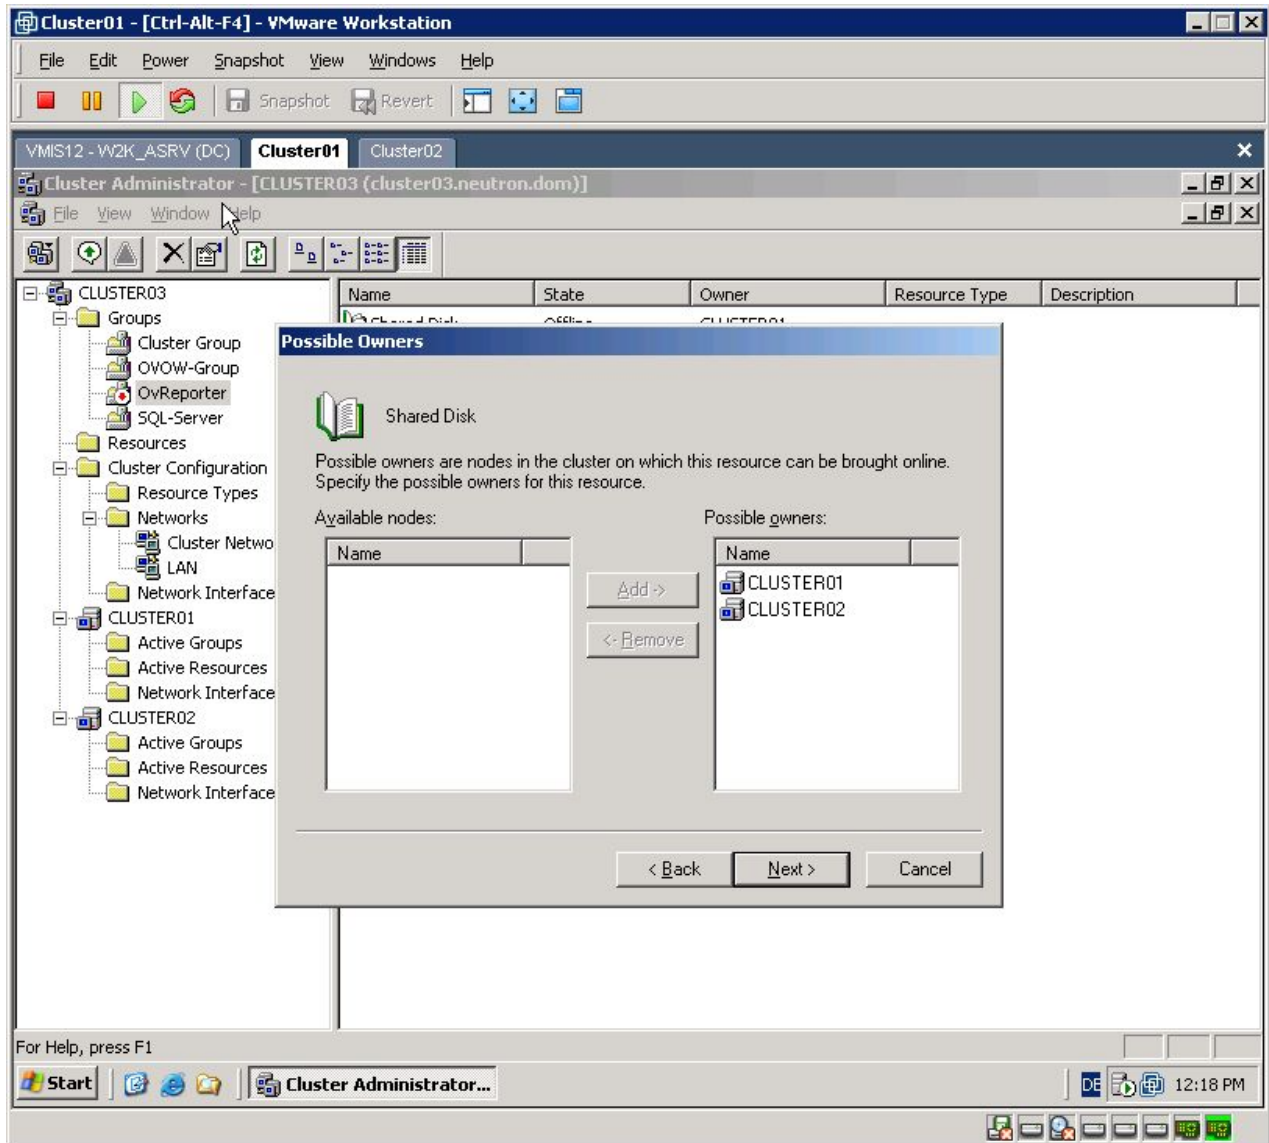 Cluster01 - [Ctrl-Alt-F4] - VMware Workstation
File Edit Power Snapshot View Windows Help
Snapshot Revert
VMIS12 - W2K_ASRV (DC) Cluster01 Cluster02
Cluster Administrator - [CLUSTER03 (cluster03.neutron.dom)]
File View Window Help
CLUSTER03
Groups
Cluster Group
OVOW-Group
OvReporter
SQL-Server
Resources
Cluster Configuration
Resource Types
Networks
Cluster Netwo
LAN
Network Interface
CLUSTER01
Active Groups
Active Resources
Network Interface
CLUSTER02
Active Groups
Active Resources
Network Interface
Name State Owner Resource Type Description
Shared Disk Offline CLUSTER01
Possible Owners
Shared Disk
Possible owners are nodes in the cluster on which this resource can be brought online.
Specify the possible owners for this resource.
Available nodes: Possible owners:
Name Name
CLUSTER01
CLUSTER02
Add ->
<- Remove
< Back Next > Cancel
For Help, press F1
Start Cluster Administrator... DE 12:18 PM